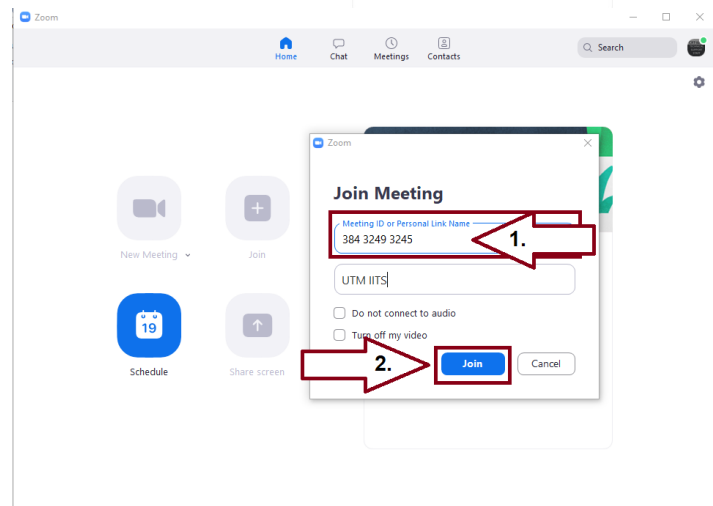 Zoom
Home Chat Meetings Contacts
Search
Zoom
Join Meeting
Meeting ID or Personal Link Name
384 3249 3245
1.
UTM IITS
Do not connect to audio
Turn off my video
2.
Join Cancel
New Meeting Join
19
Schedule Share screen